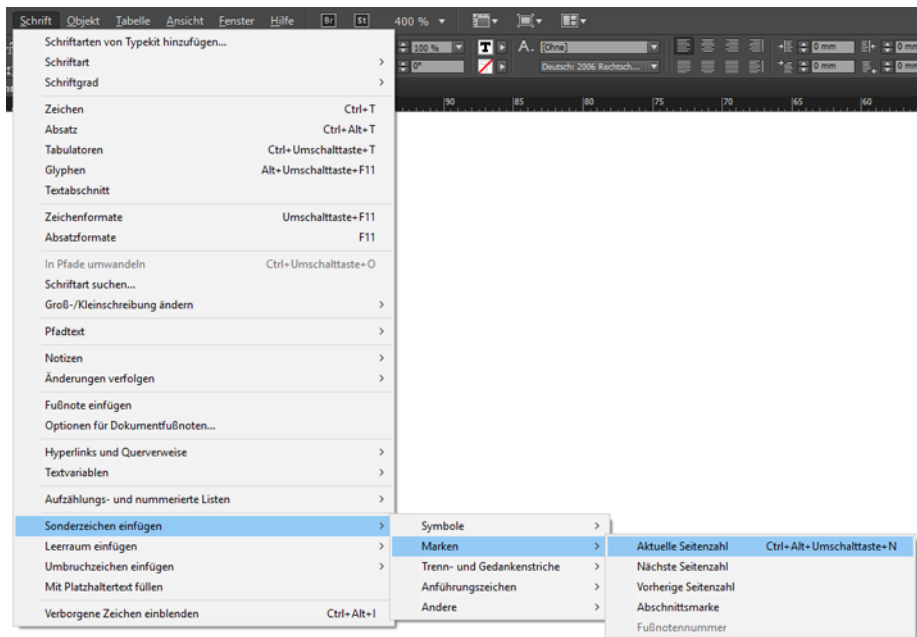 Schrift Objekt Tabelle Ansicht Fenster Hilfe Br St 400 %
Schriftarten von Typekit hinzufügen...
100 % T A. [Ohne] 0 mm 0 mm
Schriftart
0° Deutsch: 2006 Rechtsch... 0 mm 0 mm
Schriftgrad
90 85 80 75 70 65 60
Zeichen Ctrl+T
Absatz Ctrl+Alt+T
Tabulatoren Ctrl+Umschalttaste+T
Glyphen Alt+Umschalttaste+F11
Textabschnitt
Zeichenformate Umschalttaste+F11
Absatzformate F11
In Pfade umwandeln Ctrl+Umschalttaste+O
Schriftart suchen...
Groß-/Kleinschreibung ändern
Pfadtext
Notizen
Änderungen verfolgen
Fußnote einfügen
Optionen für Dokumentfußnoten...
Hyperlinks und Querverweise
Textvariablen
Aufzählungs- und nummerierte Listen
Sonderzeichen einfügen
Leerraum einfügen
Umbruchzeichen einfügen
Mit Platzhaltertext füllen
Verborgene Zeichen einblenden Ctrl+Alt+I
Symbole
Marken
Trenn- und Gedankenstriche
Anführungszeichen
Andere
Aktuelle Seitenzahl Ctrl+Alt+Umschalttaste+N
Nächste Seitenzahl
Vorherige Seitenzahl
Abschnittsmarke
Fußnotennummer